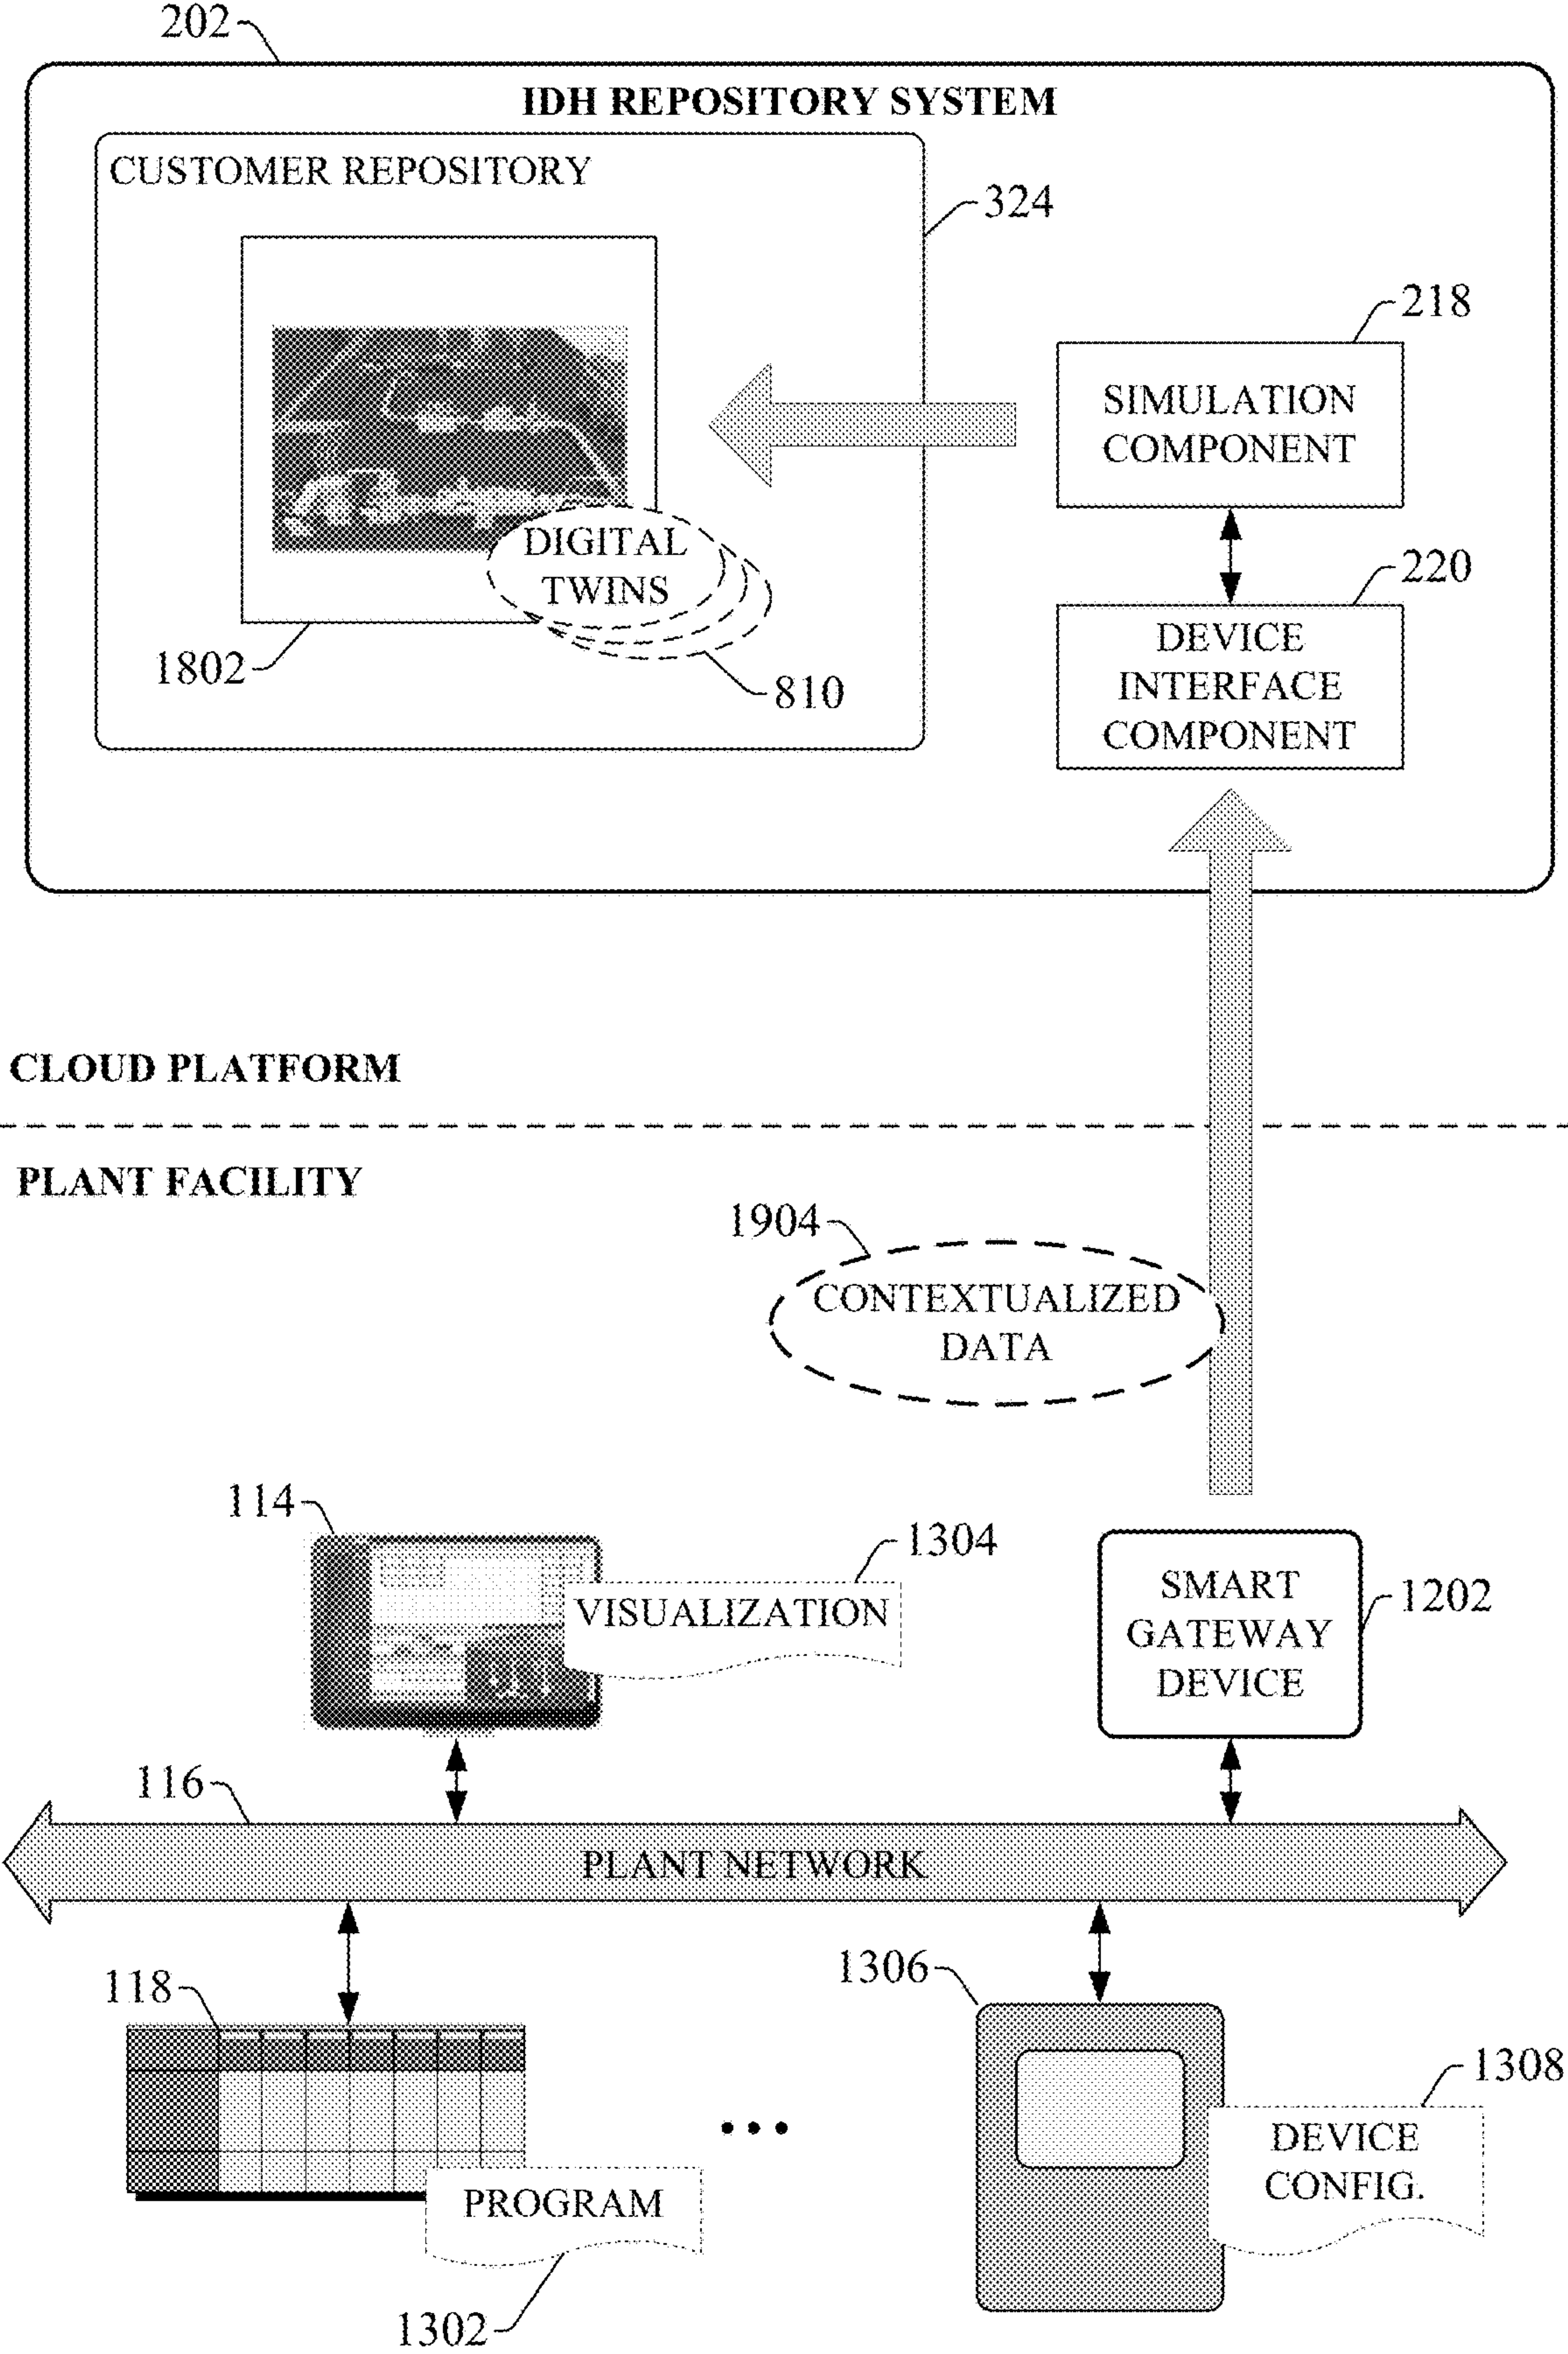 202
IDH REPOSITORY SYSTEM
CUSTOMER REPOSITORY
324
218
SIMULATION
COMPONENT
DIGITAL
TWINS
220
1802
810
DEVICE
INTERFACE
COMPONENT
CLOUD PLATFORM
PLANT FACILITY
1904
CONTEXTUALIZED
DATA
114
1304
VISUALIZATION
SMART
GATEWAY
DEVICE
1202
116
PLANT NETWORK
118
1306
1308
DEVICE
CONFIG.
PROGRAM
1302